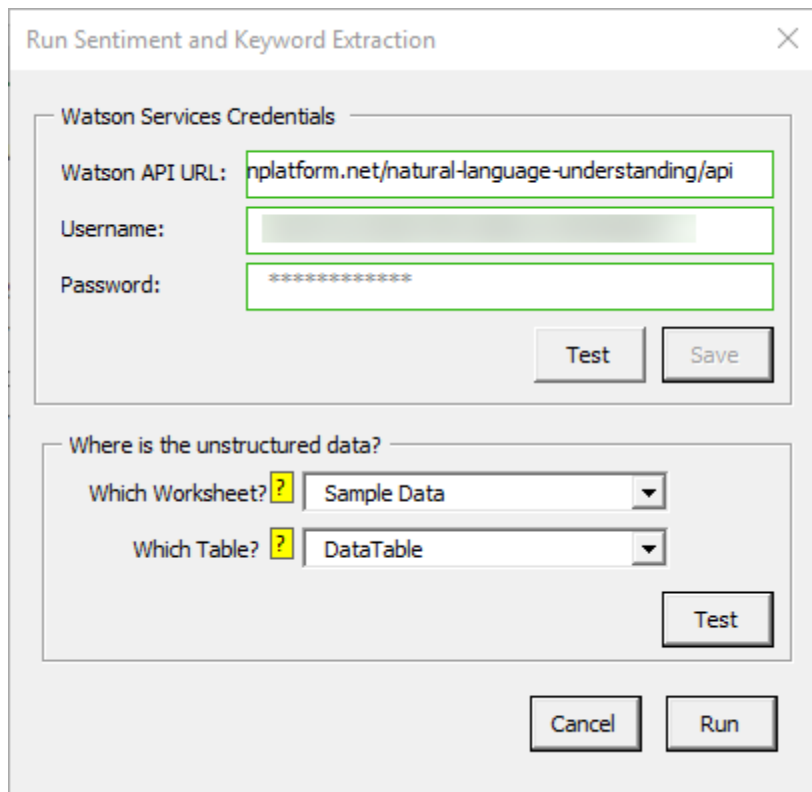 Run Sentiment and Keyword Extraction
Watson Services Credentials
Watson API URL: nplatform.net/natural-language-understanding/api
Username:
Password: ************
Test Save
Where is the unstructured data?
Which Worksheet? ? Sample Data
Which Table? ? DataTable
Test
Cancel Run